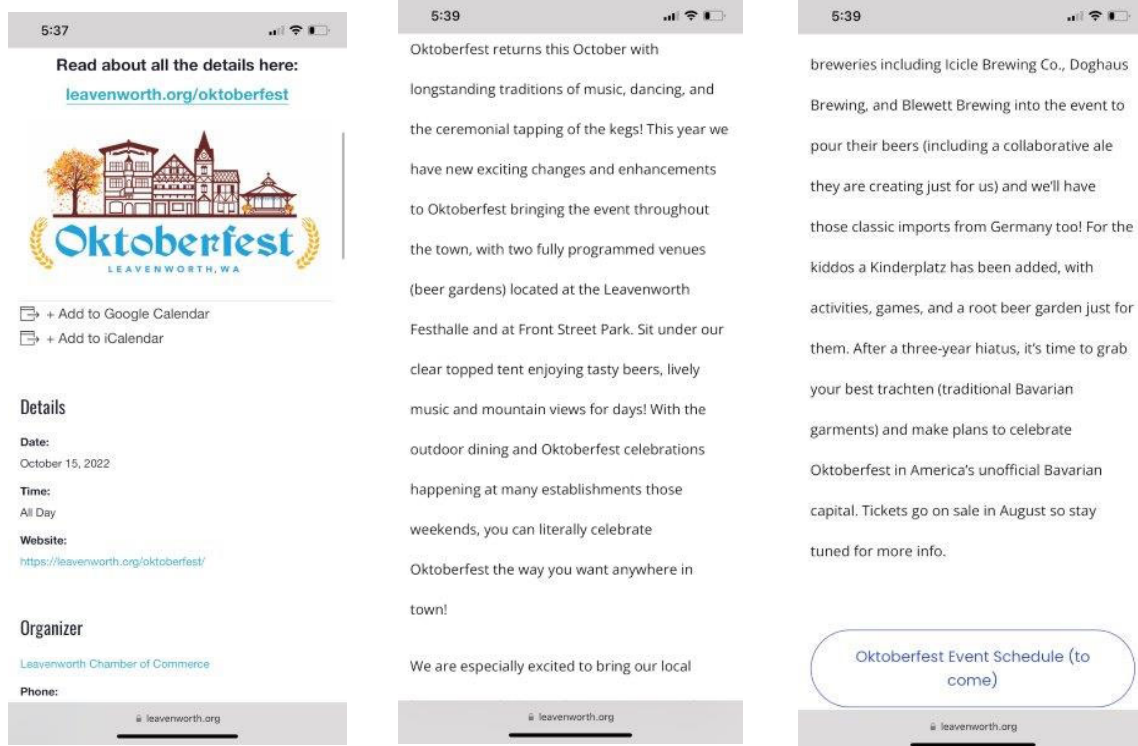 5:37
Read about all the details here:
leavenworth.org/oktoberfest
Oktoberfest
LEAVENWORTH, WA
+ Add to Google Calendar
+ Add to iCalendar
Details
Date:
October 15, 2022
Time:
All Day
Website:
https://leavenworth.org/oktoberfest/
Organizer
Leavenworth Chamber of Commerce
Phone:
leavenworth.org
5:39
Oktoberfest returns this October with
longstanding traditions of music, dancing, and
the ceremonial tapping of the kegs! This year we
have new exciting changes and enhancements
to Oktoberfest bringing the event throughout
the town, with two fully programmed venues
(beer gardens) located at the Leavenworth
Festhalle and at Front Street Park. Sit under our
clear topped tent enjoying tasty beers, lively
music and mountain views for days! With the
outdoor dining and Oktoberfest celebrations
happening at many establishments those
weekends, you can literally celebrate
Oktoberfest the way you want anywhere in
town!
We are especially excited to bring our local
leavenworth.org
5:39
breweries including Icicle Brewing Co., Doghaus
Brewing, and Blewett Brewing into the event to
pour their beers (including a collaborative ale
they are creating just for us) and we'll have
those classic imports from Germany too! For the
kiddos a Kinderplatz has been added, with
activities, games, and a root beer garden just for
them. After a three-year hiatus, it's time to grab
your best trachten (traditional Bavarian
garments) and make plans to celebrate
Oktoberfest in America's unofficial Bavarian
capital. Tickets go on sale in August so stay
tuned for more info.
Oktoberfest Event Schedule (to
come)
leavenworth.org